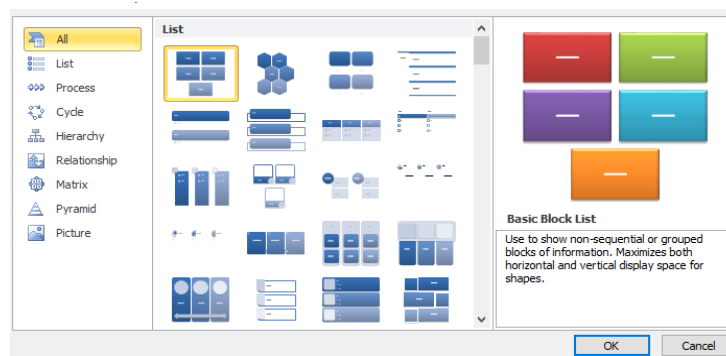 All
List
Process
Cycle
Hierarchy
Relationship
Matrix
Pyramid
Picture
List
Basic Block List
Use to show non-sequential or grouped
blocks of information. Maximizes both
horizontal and vertical display space for
shapes.
OK
Cancel